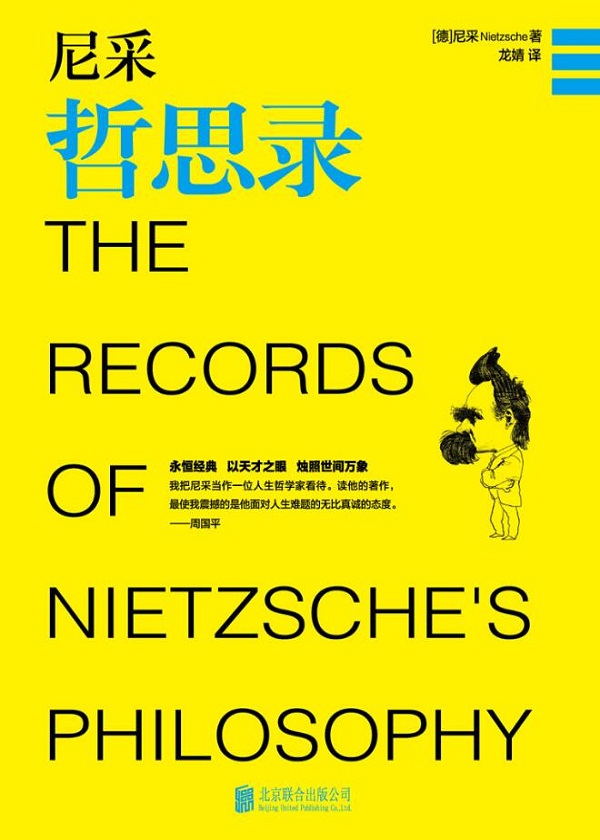 [德]尼采Nietzsche著
龙婧 译
尼采
哲思录
THE
RECORDS
OF
永恒经典 以天才之眼 烛照世间万象
我把尼采当作一位人生哲学家看待。读他的著作，
最使我震撼的是他面对人生难题的无比真诚的态度。
——周国平
NIETZSCHE'S
PHILOSOPHY
北京联合出版公司
Beijing United Publishing Co.,Ltd.